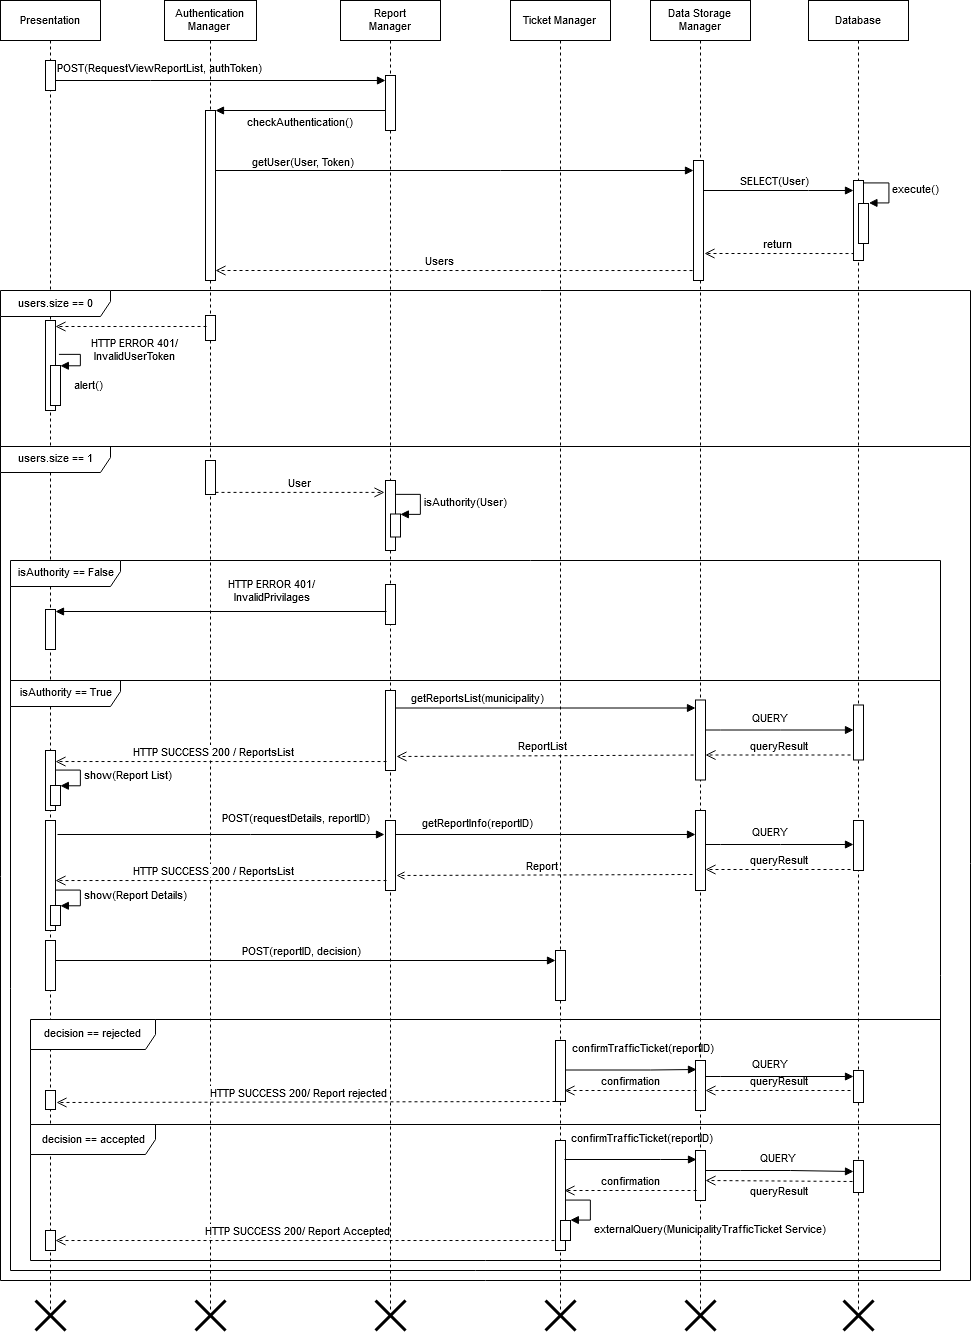 Presentation
Authentication
Manager
Report
Manager
Ticket Manager
Data Storage
Manager
Database
POST(RequestViewReportList, authToken)
checkAuthentication()
getUser(User, Token)
SELECT(User)
execute()
return
Users
users.size == 0
HTTP ERROR 401/
InvalidUserToken
alert()
users.size == 1
User
isAuthority(User)
isAuthority == False
HTTP ERROR 401/
InvalidPrivilages
isAuthority == True
getReportsList(municipality)
QUERY
ReportList
queryResult
HTTP SUCCESS 200 / ReportsList
show(Report List)
POST(requestDetails, reportID)
getReportInfo(reportID)
QUERY
queryResult
Report
HTTP SUCCESS 200 / ReportsList
show(Report Details)
POST(reportID, decision)
decision == rejected
confirmTrafficTicket(reportID)
QUERY
confirmation
queryResult
HTTP SUCCESS 200/ Report rejected
decision == accepted
confirmTrafficTicket(reportID)
QUERY
confirmation
queryResult
externalQuery(MunicipalityTrafficTicket Service)
HTTP SUCCESS 200/ Report Accepted